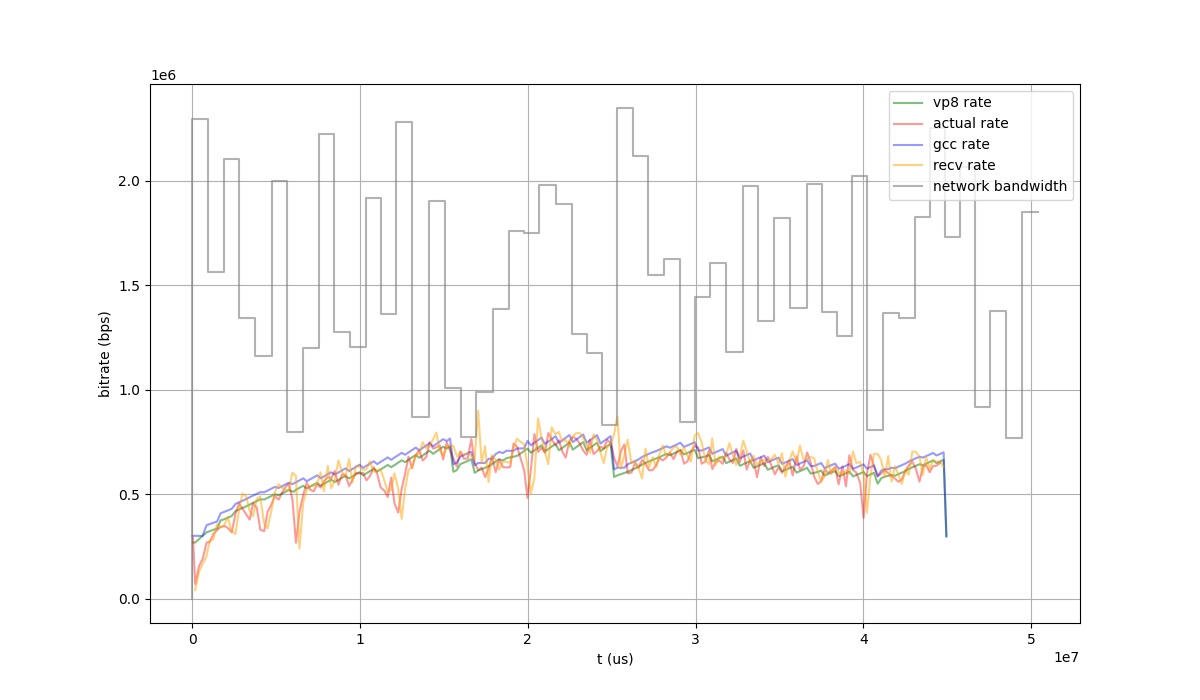 1e6
vp8 rate
actual rate
gcc rate
recv rate
network bandwidth
2.0
1.5
1.0
0.5
0.0
bitrate (bps)
0 1 2 3 4 5
t (us)
1e7